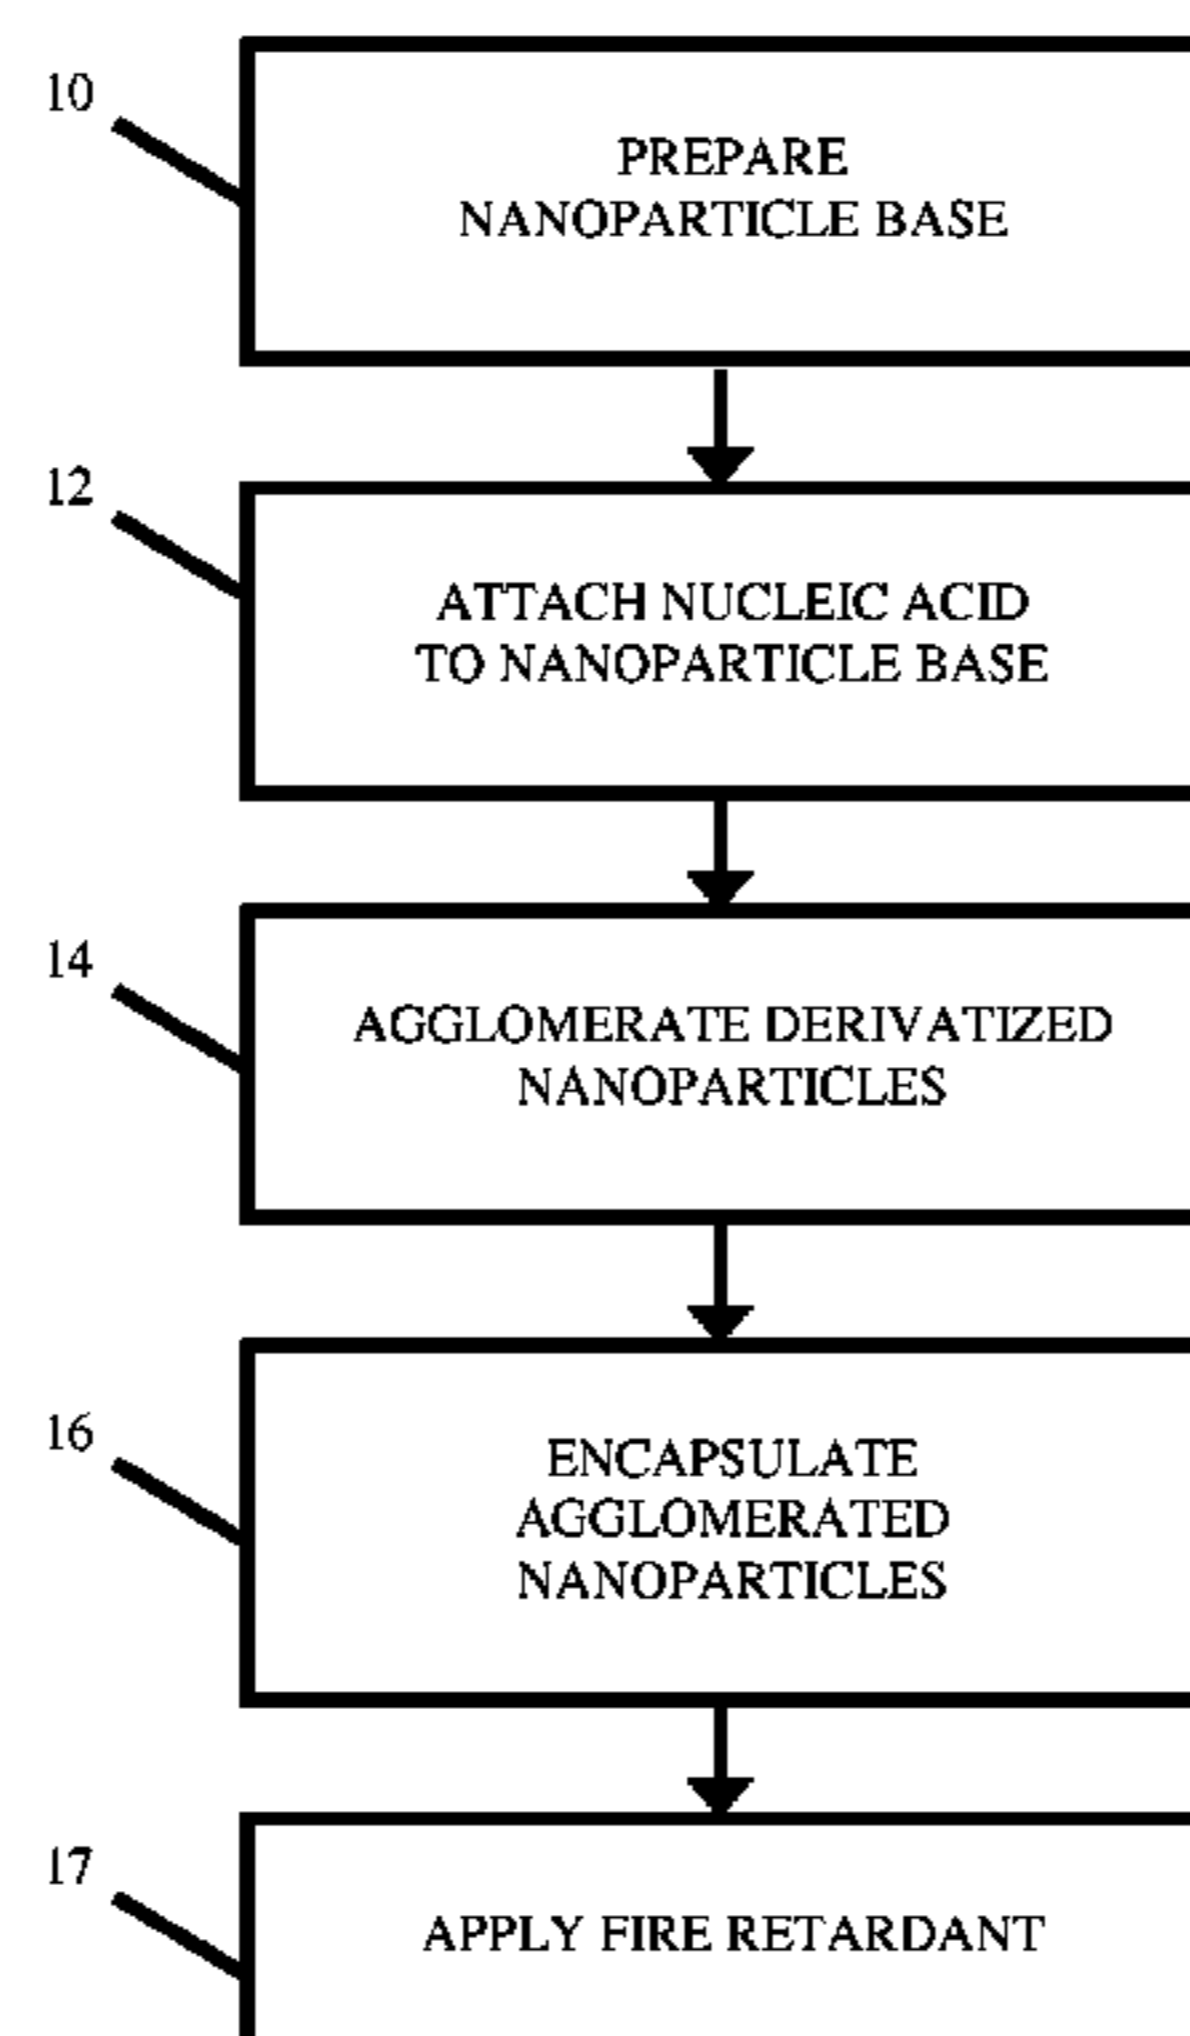 10
PREPARE
NANOPARTICLE BASE
12
ATTACH NUCLEIC ACID
TO NANOPARTICLE BASE
14
AGGLOMERATE DERIVATIZED
NANOPARTICLES
16
ENCAPSULATE
AGGLOMERATED
NANOPARTICLES
17
APPLY FIRE RETARDANT